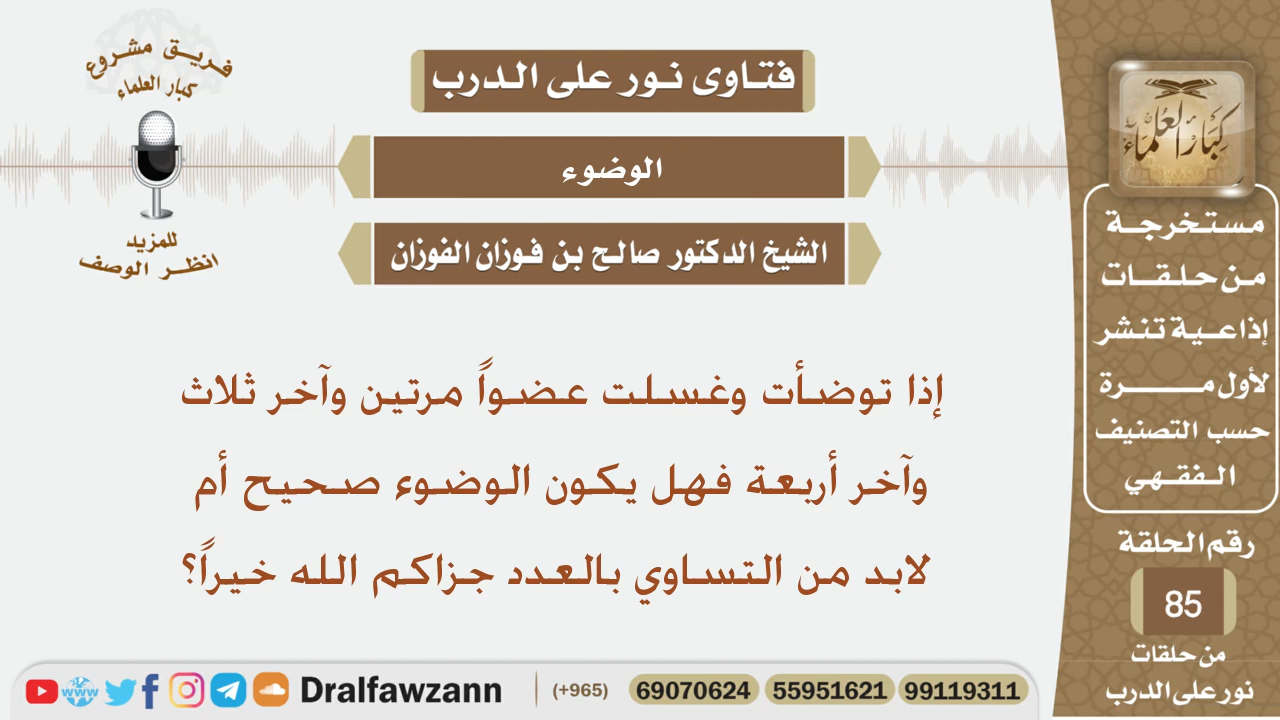 فريق مشروع
كبار العلماء
للمزيد
انظر الوصف
فتاوى نور على الدرب
الوضوء
الشيخ الدكتور صالح بن فوزان الفوزان
إذا توضأت وغسلت عضواً مرتين وآخر ثلاث
وآخر أربعة فهل يكون الوضوء صحيح أم
لابد من التساوي بالعدد جزاكم الله خيراً؟
كبار العلماء
مستخرجة
من حلقات
إذاعية تنشر
لأول مرة
حسب التصنيف
الفقهي
رقم الحلقة
85
من حلقات
نور على الدرب
www
Dralfawzann
(+965)
69070624
55951621
99119311